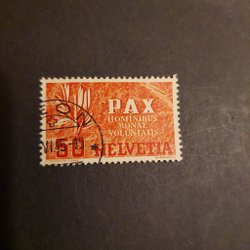 PAX
HOMINIBUS
BONAE
VOLUNTATIS
50 HELVETIA